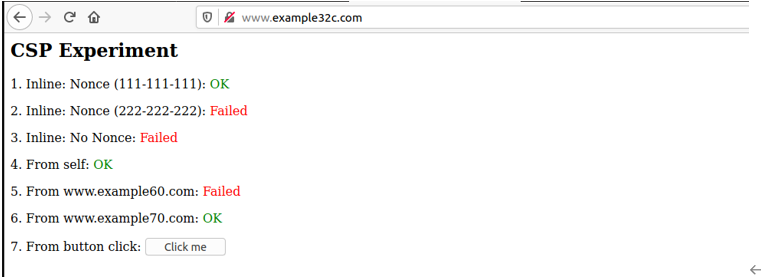 www.example32c.com
CSP Experiment
1. Inline: Nonce (111-111-111): OK
2. Inline: Nonce (222-222-222): Failed
3. Inline: No Nonce: Failed
4. From self: OK
5. From www.example60.com: Failed
6. From www.example70.com: OK
7. From button click: Click me